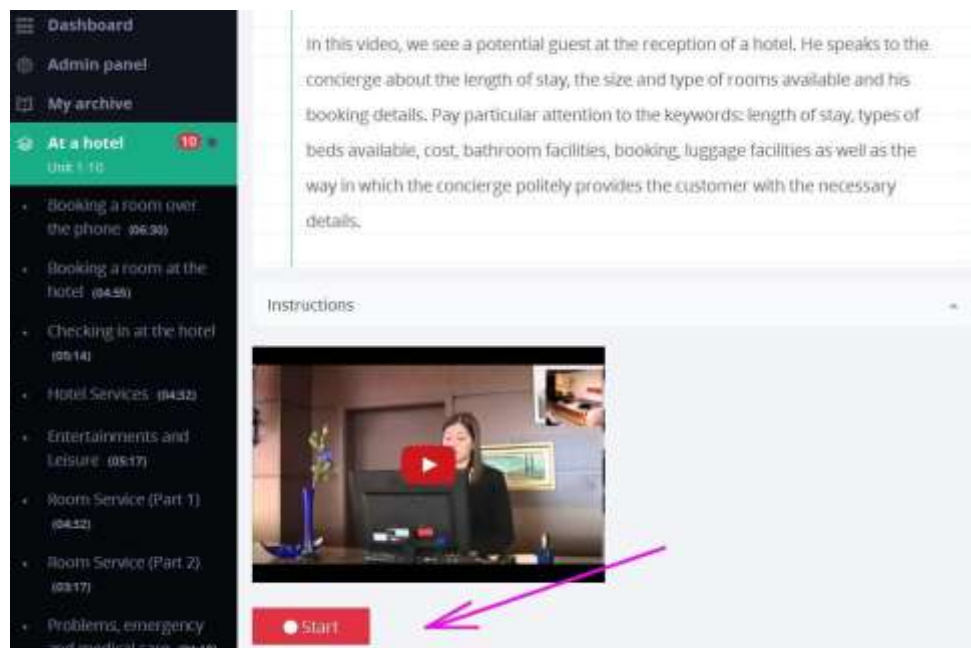 Dashboard
Admin panel
My archive
At a hotel 10
Unit 1-10
Booking a room over
the phone (06:30)
Booking a room at the
hotel (04:55)
Checking in at the hotel
(05:14)
Hotel Services (04:32)
Entertainments and
Leisure (05:17)
Room Service (Part 1)
(04:52)
Room Service (Part 2)
(03:17)
Problems, emergency
and medical care
In this video, we see a potential guest at the reception of a hotel. He speaks to the
concierge about the length of stay, the size and type of rooms available and his
booking details. Pay particular attention to the keywords: length of stay, types of
beds available, cost, bathroom facilities, booking, luggage facilities as well as the
way in which the concierge politely provides the customer with the necessary
details.
Instructions
Start